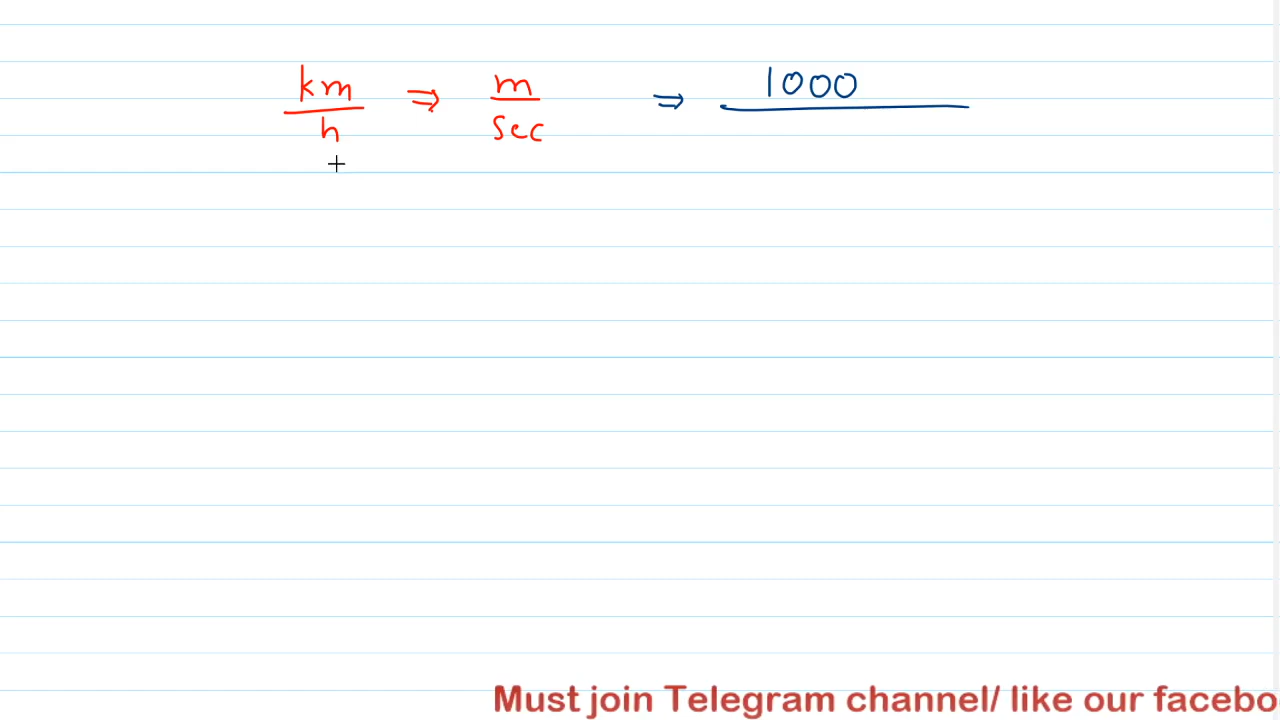 km/h ⇒ m/sec ⇒ 1000/
Must join Telegram channel/ like our facebo